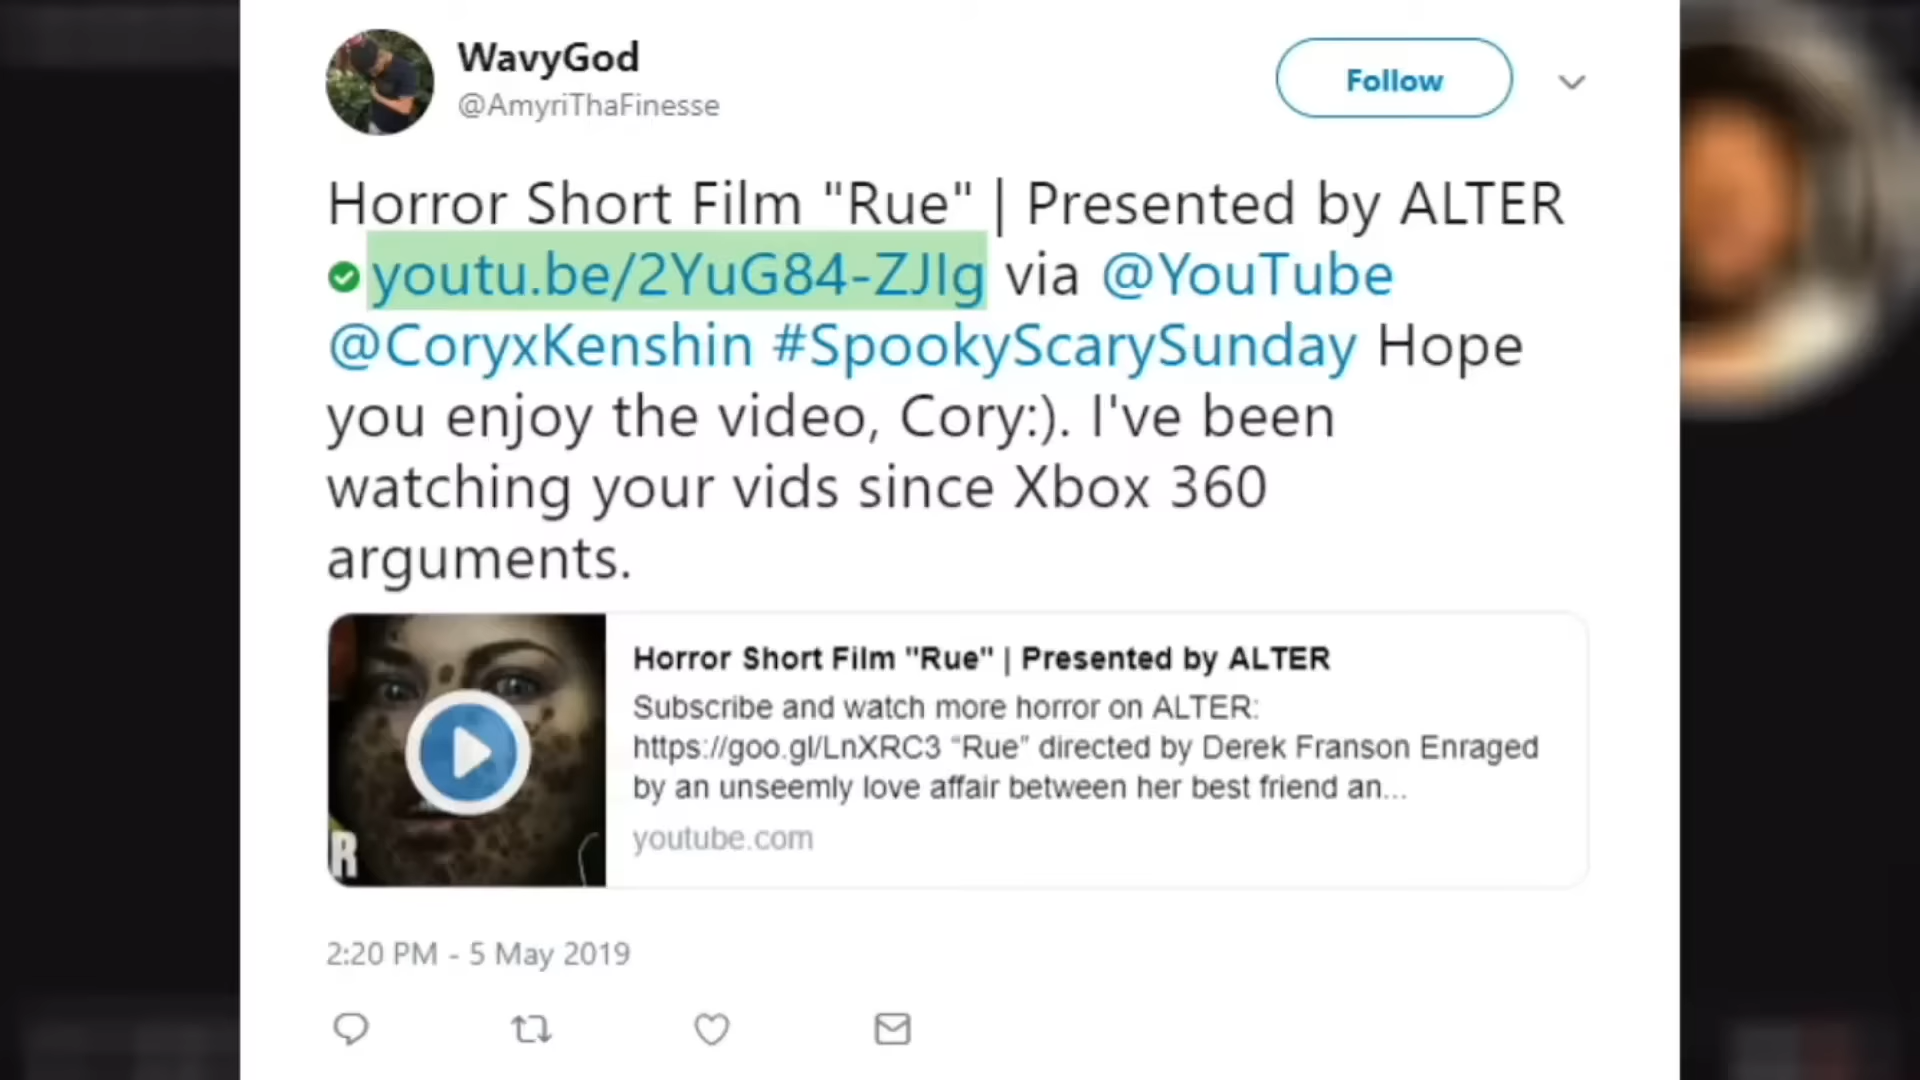 WavyGod
@AmyriThaFinesse
Follow
Horror Short Film "Rue" | Presented by ALTER
youtu.be/2YuG84-ZJIg via @YouTube
@CoryxKenshin #SpookyScarySunday Hope
you enjoy the video, Cory:). I've been
watching your vids since Xbox 360
arguments.
R
Horror Short Film "Rue" | Presented by ALTER
Subscribe and watch more horror on ALTER:
https://goo.gl/LnXRC3 “Rue” directed by Derek Franson Enraged
by an unseemly love affair between her best friend an...
youtube.com
2:20 PM - 5 May 2019